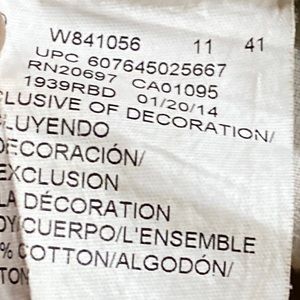 W841056 11 41
UPC 607645025667
RN20697 CA01095
1939RBD 01/20/14
CLUSIVE OF DECORATION/
LUYENDO
DECORACIÓN/
EXCLUSION
LA DÉCORATION
DY/CUERPO/L'ENSEMBLE
% COTTON/ALGODÓN/
TON